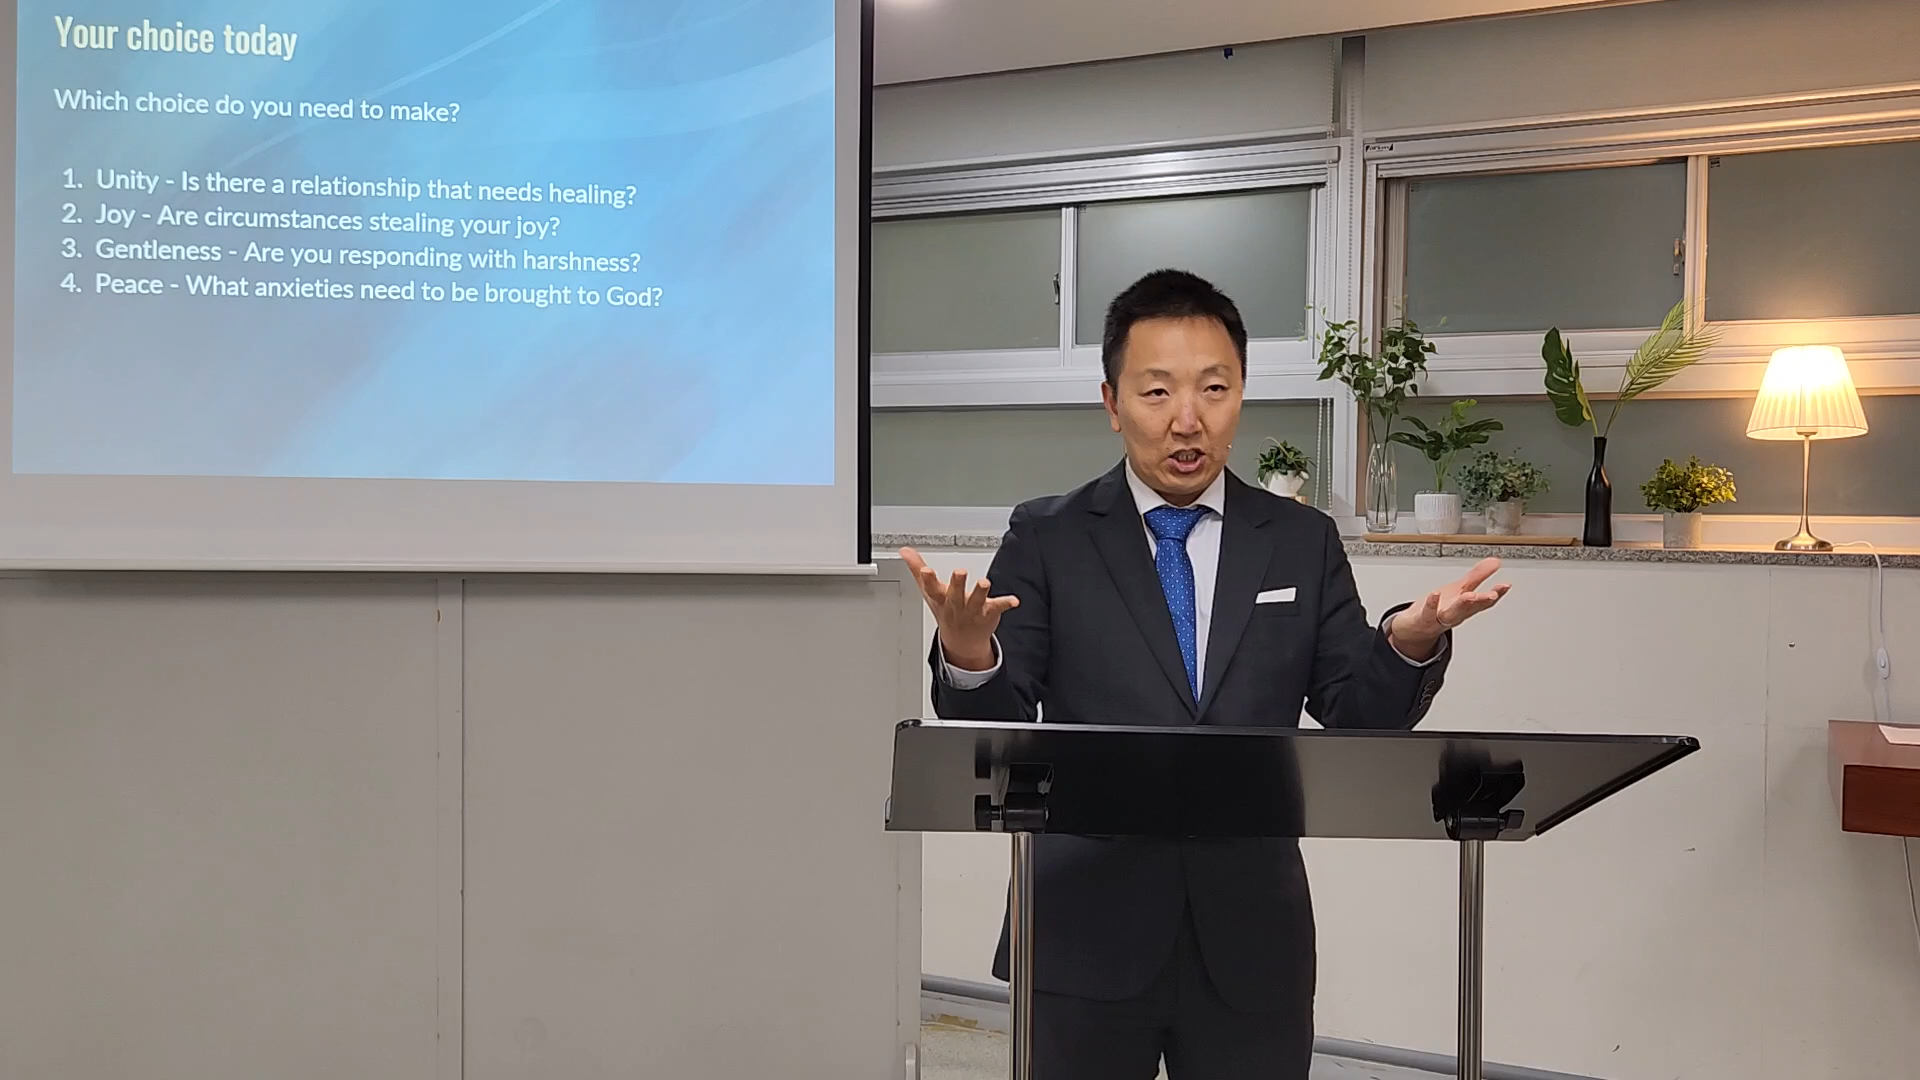 Your choice today
Which choice do you need to make?
1. Unity - Is there a relationship that needs healing?
2. Joy - Are circumstances stealing your joy?
3. Gentleness - Are you responding with harshness?
4. Peace - What anxieties need to be brought to God?